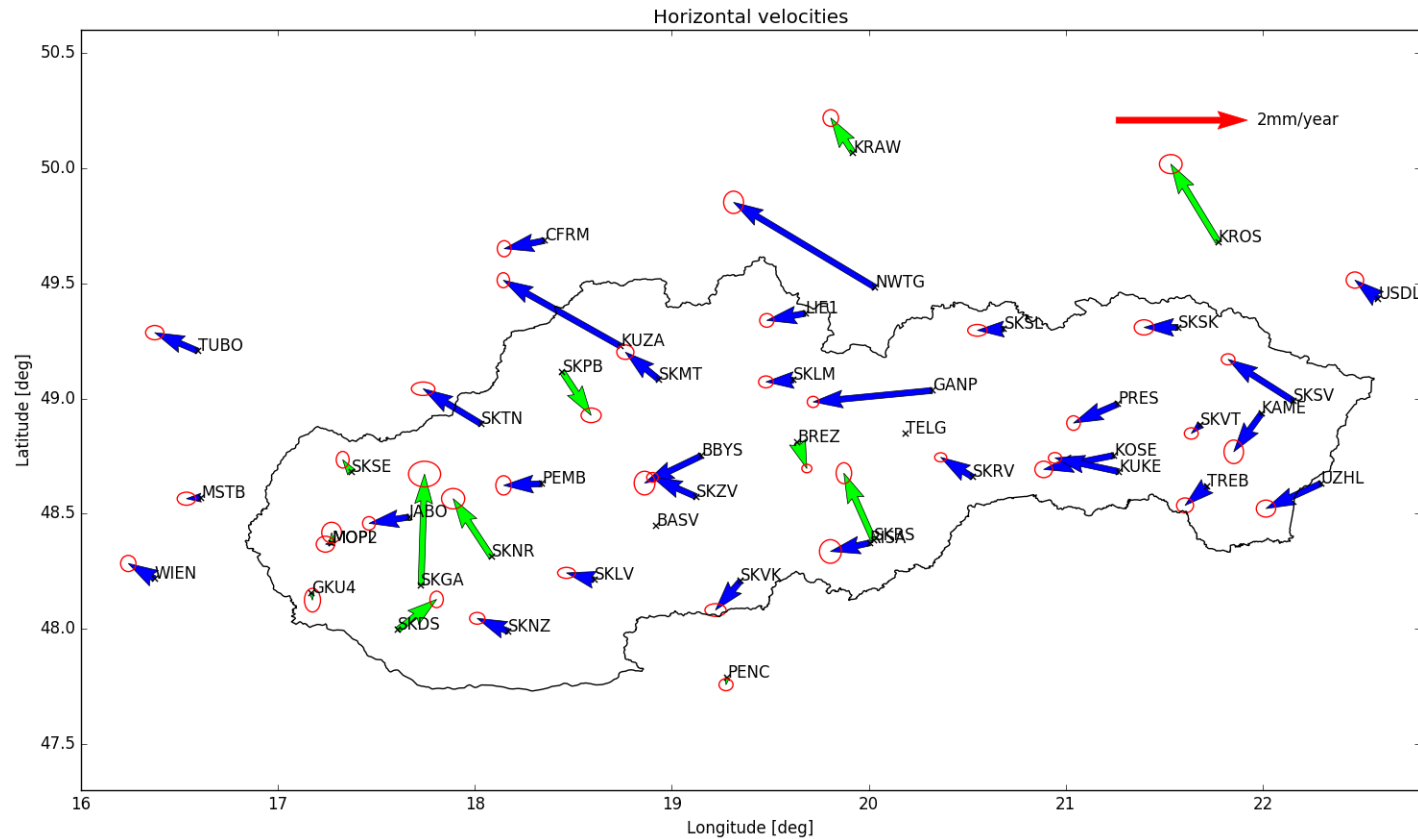 Horizontal velocities
50.5
2mm/year
KRAW
50.0
KROS
CFRM
49.5
NWTG
USDL
LIE1
SKSL
SKSK
TUBO
KUZA
SKPB
SKMT
SKLM
GANP
PRES
SKSV
49.0
SKTN
KAME
SKVT
TELG
BREZ
BBYS
KOSE
KUKE
SKSE
PEMB
SKRV
TREB
UZHL
MSTB
SKZV
48.5
JABO
BASV
MOP2
SKNR
WIEN
SKLV
SKVK
GKU4
SKGA
48.0
SKDS
SKNZ
PENC
47.5
16
17
18
19
20
21
22
Latitude [deg]
Longitude [deg]